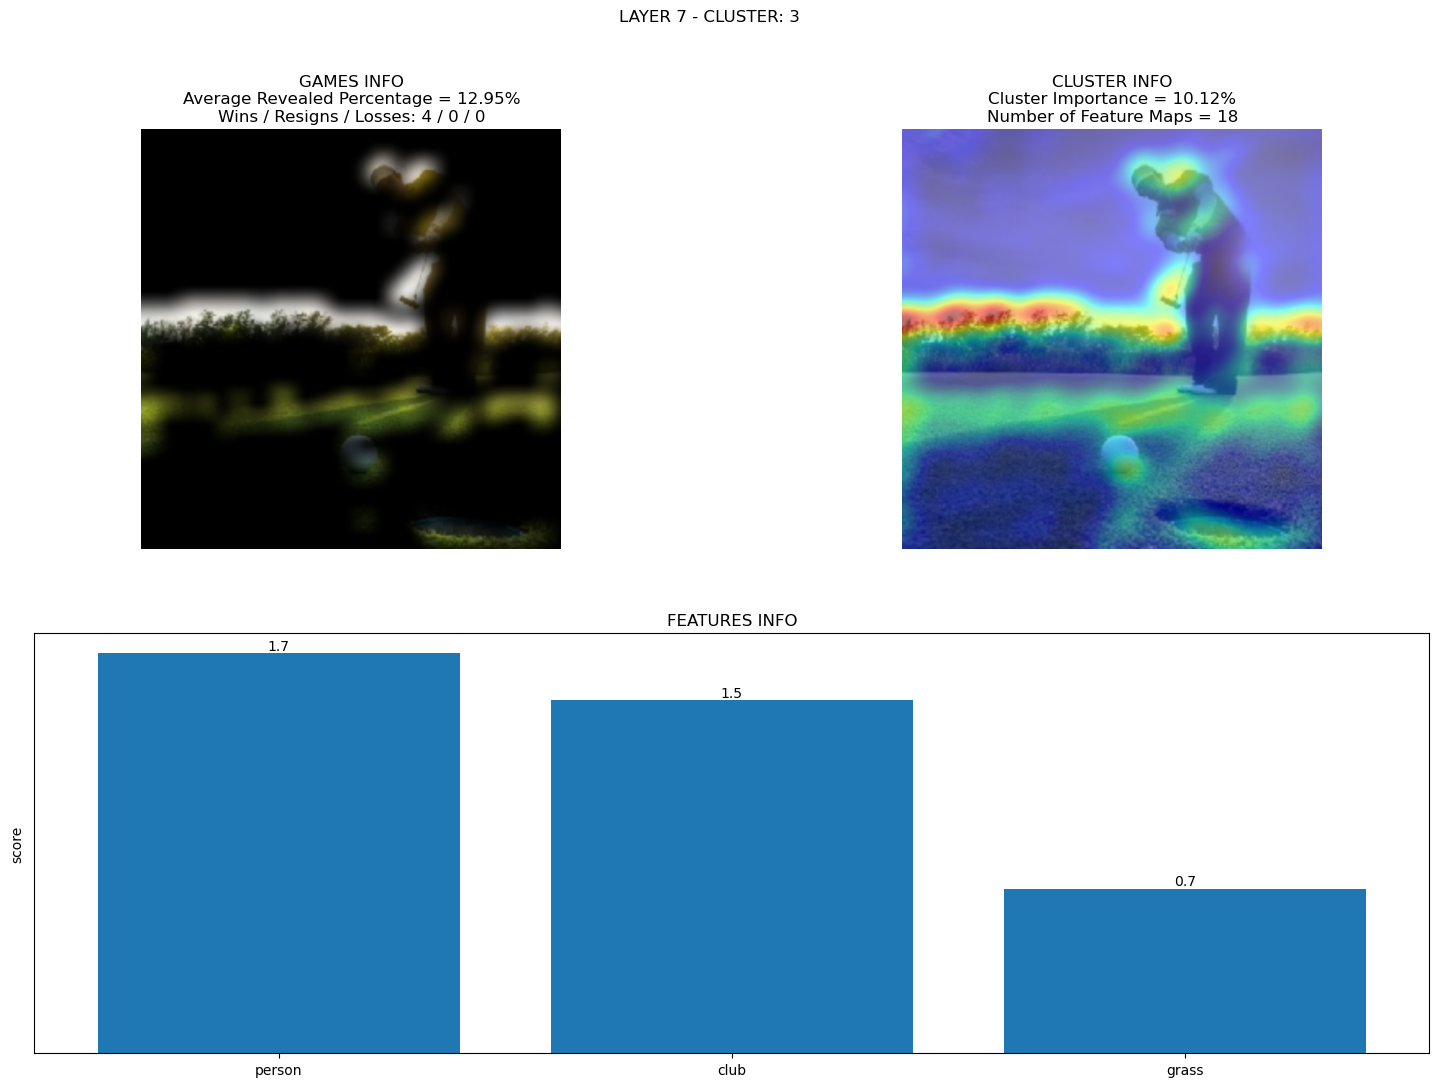 LAYER 7 - CLUSTER: 3
GAMES INFO
Average Revealed Percentage = 12.95%
Wins / Resigns / Losses: 4 / 0 / 0
CLUSTER INFO
Cluster Importance = 10.12%
Number of Feature Maps = 18
FEATURES INFO
score
1.7
1.5
0.7
person
club
grass